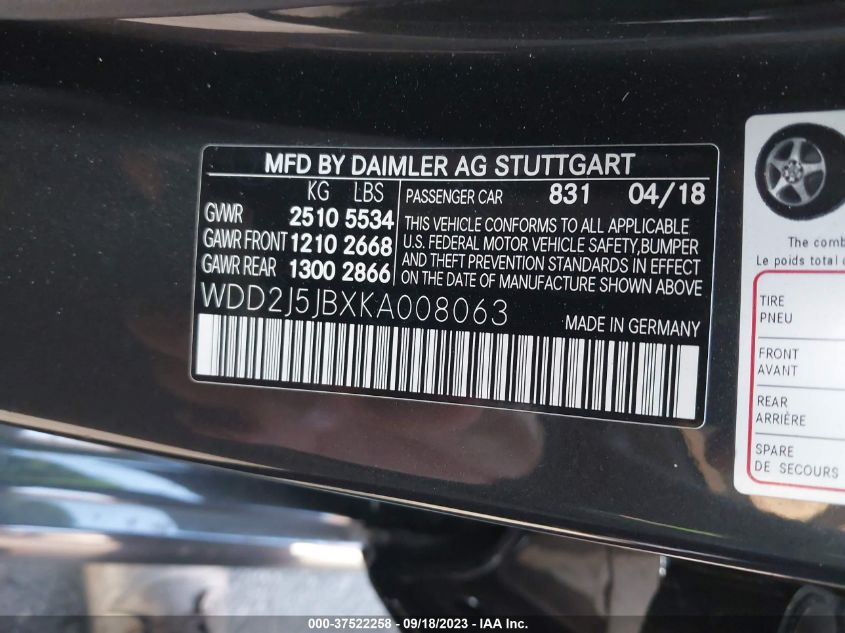 MFD BY DAIMLER AG STUTTGART
KG LBS
GVWR 2510 5534
GAWR FRONT 1210 2668
GAWR REAR 1300 2866
PASSENGER CAR 831 04/18
THIS VEHICLE CONFORMS TO ALL APPLICABLE
U.S. FEDERAL MOTOR VEHICLE SAFETY,BUMPER
AND THEFT PREVENTION STANDARDS IN EFFECT
ON THE DATE OF MANUFACTURE SHOWN ABOVE
WDD2J5JBXKA008063
MADE IN GERMANY
The comb
Le poids total
TIRE
PNEU
FRONT
AVANT
REAR
ARRIÈRE
SPARE
DE SECOURS
000-37522258 - 09/18/2023 - IAA Inc.